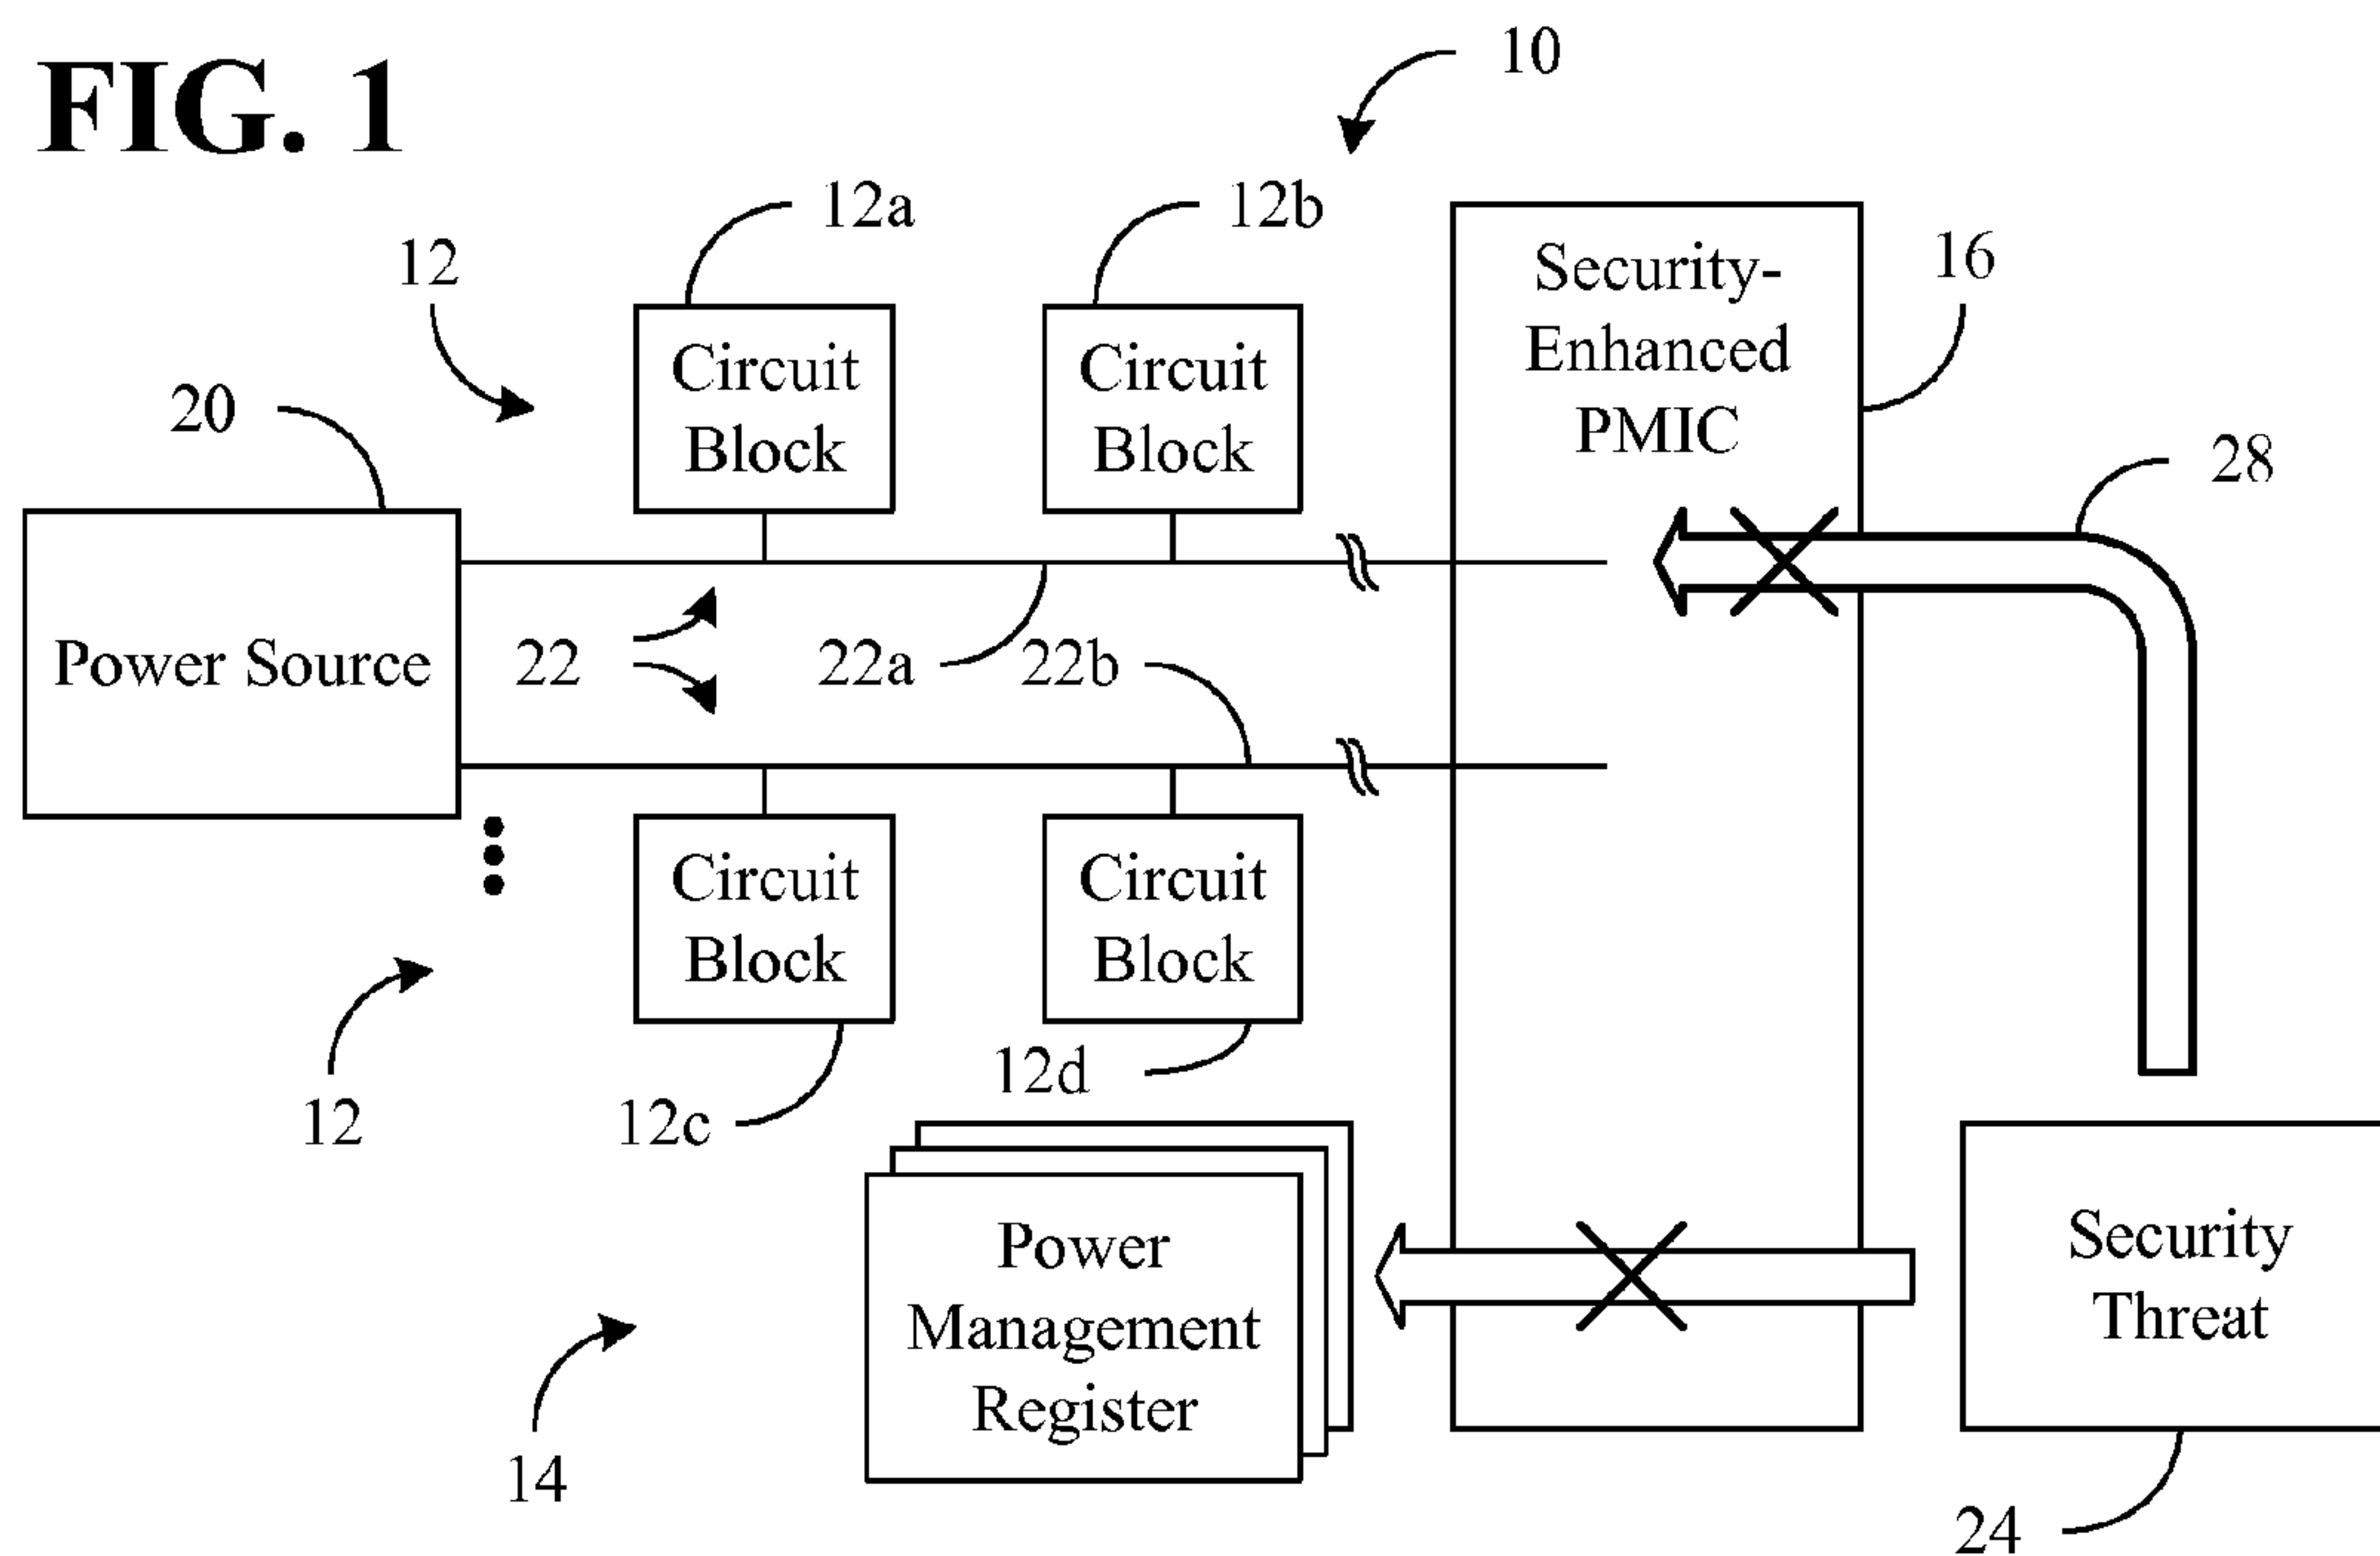 FIG. 1
10
12a
12b
12
16
Security-
Enhanced
PMIC
Circuit
Block
Circuit
Block
20
28
Power Source
22
22a
22b
Circuit
Block
Circuit
Block
12d
12c
12
Power
Management
Register
Security
Threat
14
24